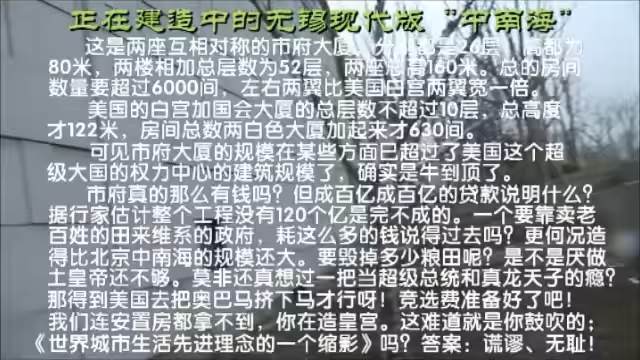 正在建造中的无锡现代版“中南海”
这是两座互相对称的市府大厦，分别都是26层，高都为
80米，两楼相加总层数为52层，两座总高160米。总的房间
数量要超过6000间，左右两翼比美国白宫两翼宽一倍。
美国的白宫加国会大厦的总层数不超过10层，总高度
才122米，房间总数两白色大厦加起来才630间。
可见市府大厦的规模在某些方面已超过了美国这个超
级大国的权力中心的建筑规模了，确实是牛到顶了。
市府真的那么有钱吗？但成百亿成百亿的贷款说明什么？
据行家估计整个工程没有120个亿是完不成的。一个要靠卖老
百姓的田来维系的政府，耗这么多的钱说得过去吗？更何况造
得比北京中南海的规模还大。要毁掉多少粮田呢？是不是厌做
土皇帝还不够。莫非还真想过一把当超级总统和真龙天子的瘾？
那得到美国去把奥巴马挤下马才行呀！竞选费准备好了吧！
我们连安置房都拿不到，你在造皇宫。这难道就是你鼓吹的；
《世界城市生活先进理念的一个缩影》吗？答案：谎谬、无耻！